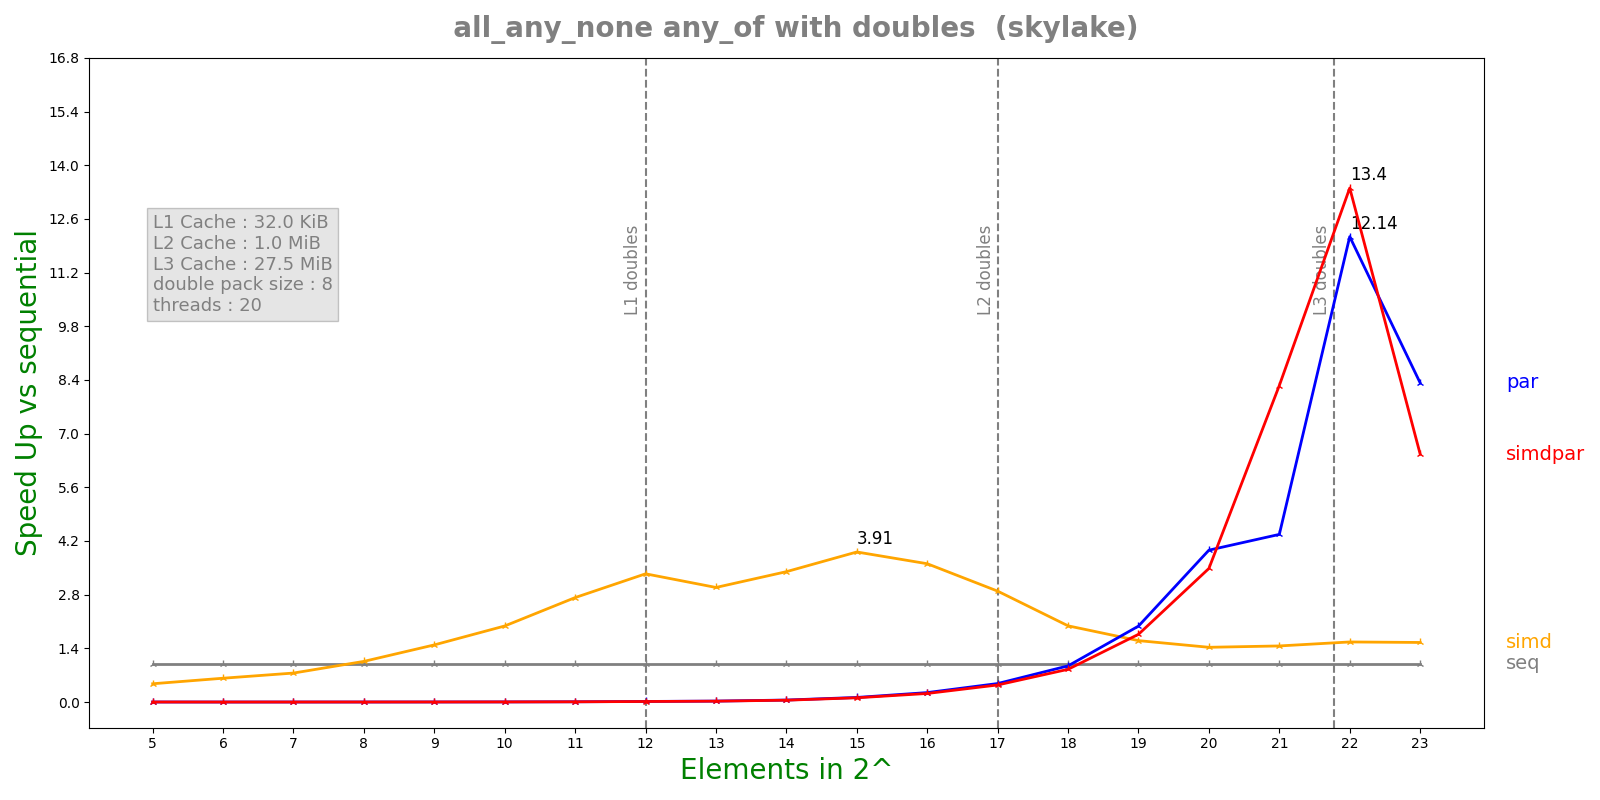 all_any_none any_of with doubles (skylake)
Speed Up vs sequential
16.8
15.4
14.0
12.6
11.2
9.8
8.4
7.0
5.6
4.2
2.8
1.4
0.0
L1 Cache : 32.0 KiB
L2 Cache : 1.0 MiB
L3 Cache : 27.5 MiB
double pack size : 8
threads : 20
L1 doubles
L2 doubles
L3 doubles
3.91
13.4
12.14
par
simdpar
simd
seq
5 6 7 8 9 10 11 12 13 14 15 16 17 18 19 20 21 22 23
Elements in 2^